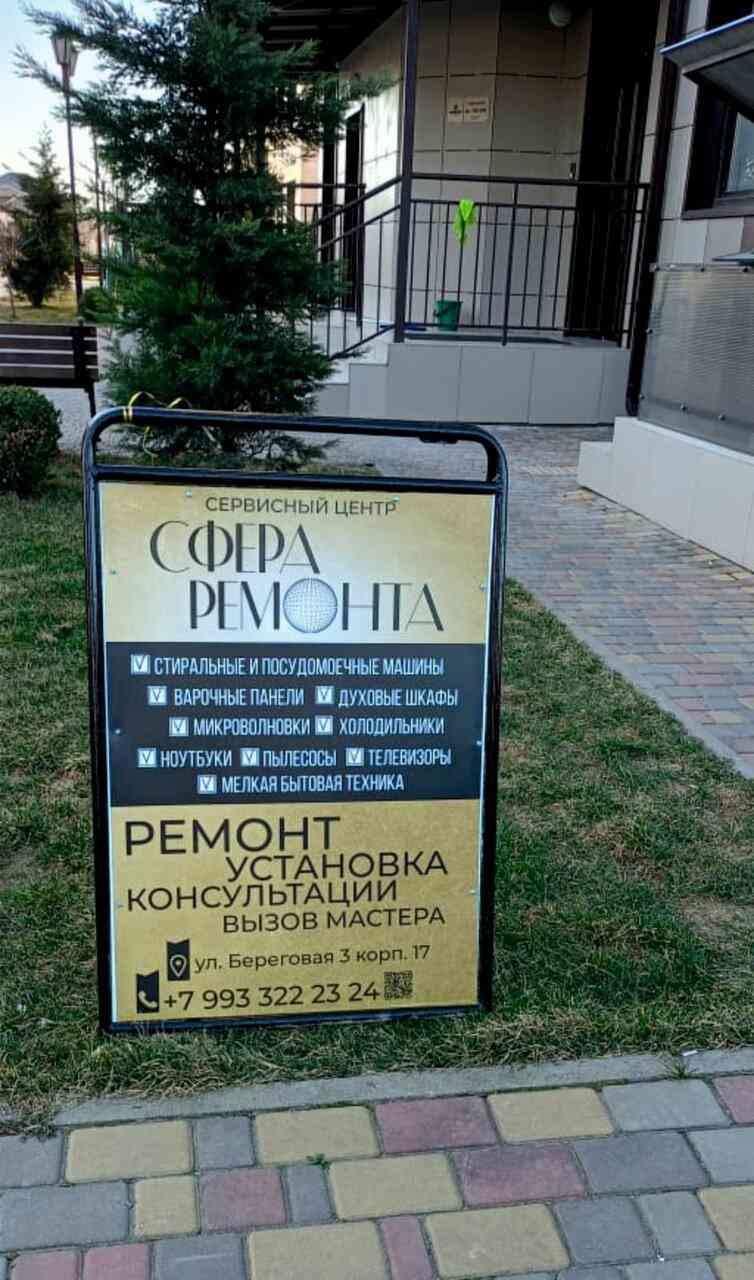 СЕРВИСНЫЙ ЦЕНТР
СФЕРА
РЕМОНТА
СТИРАЛЬНЫЕ И ПОСУДОМОЕЧНЫЕ МАШИНЫ
ВАРОЧНЫЕ ПАНЕЛИ ДУХОВЫЕ ШКАФЫ
МИКРОВОЛНОВКИ ХОЛОДИЛЬНИКИ
НОУТБУКИ ПЫЛЕСОСЫ ТЕЛЕВИЗОРЫ
МЕЛКАЯ БЫТОВАЯ ТЕХНИКА
РЕМОНТ
УСТАНОВКА
КОНСУЛЬТАЦИИ
ВЫЗОВ МАСТЕРА
ул. Береговая 3 корп. 17
+7 993 322 23 24